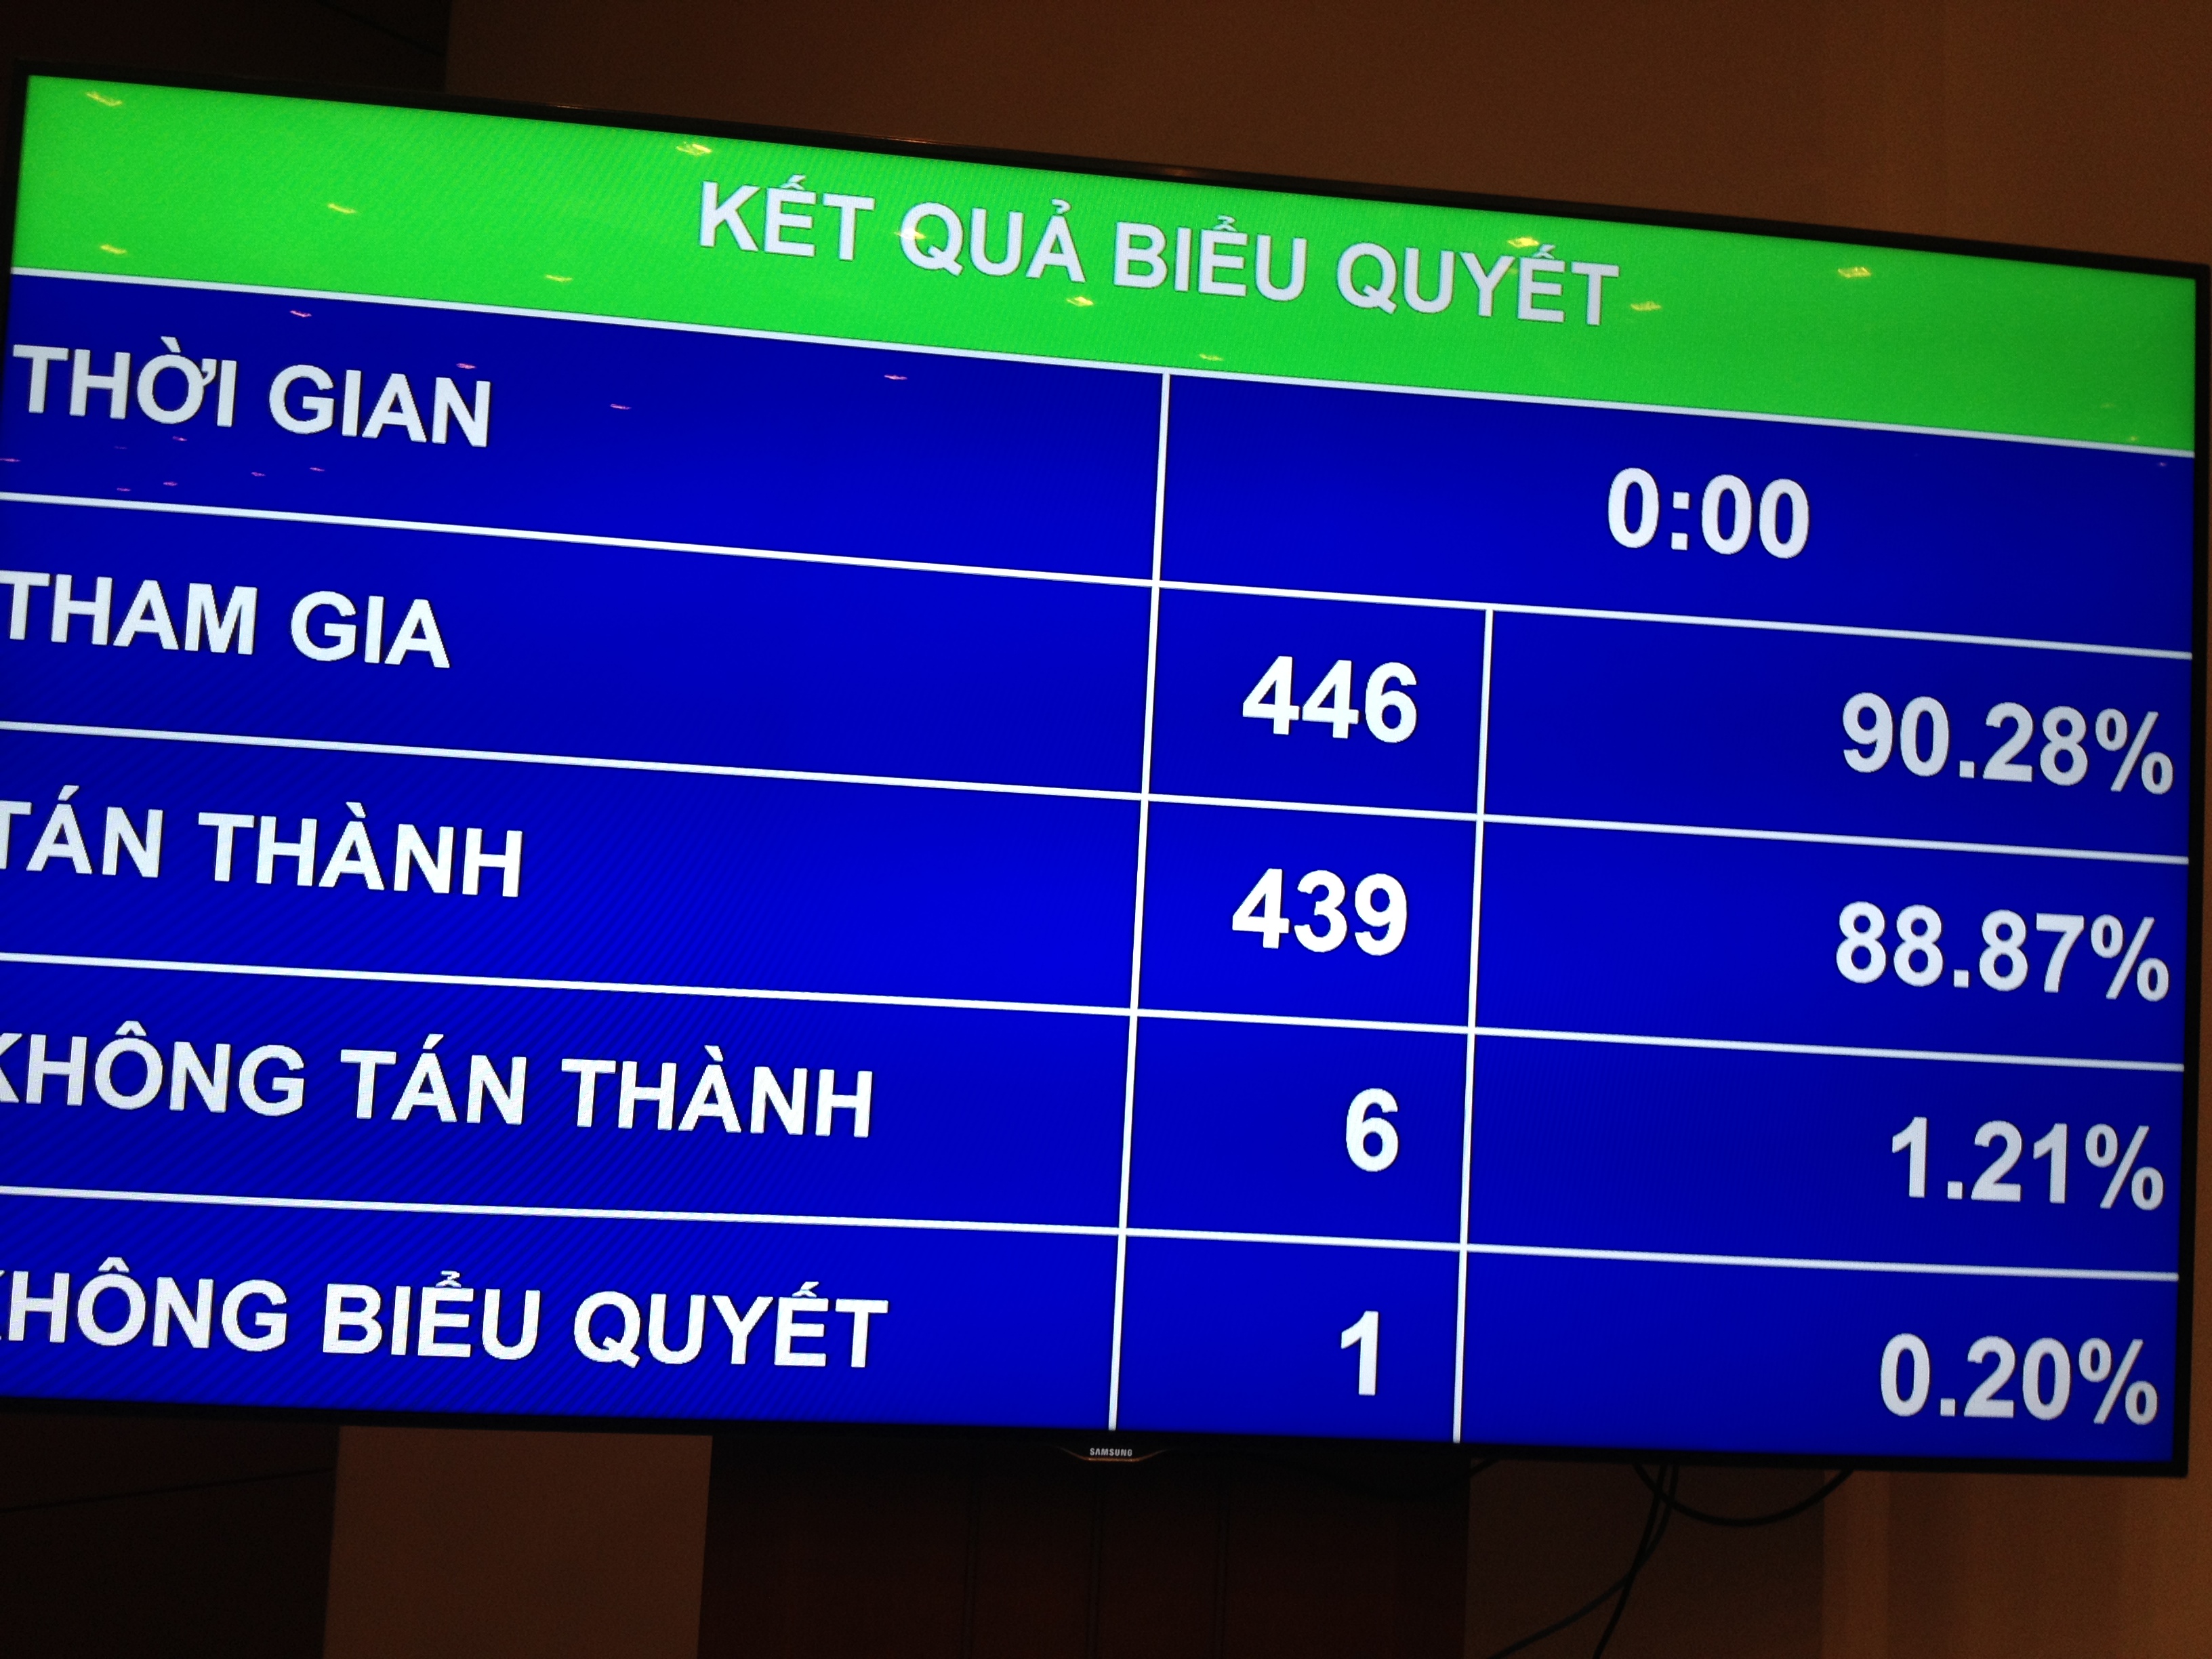 KẾT QUẢ BIỂU QUYẾT
THỜI GIAN 0:00
THAM GIA 446 90.28%
TÁN THÀNH 439 88.87%
KHÔNG TÁN THÀNH 6 1.21%
KHÔNG BIỂU QUYẾT 1 0.20%
SAMSUNG